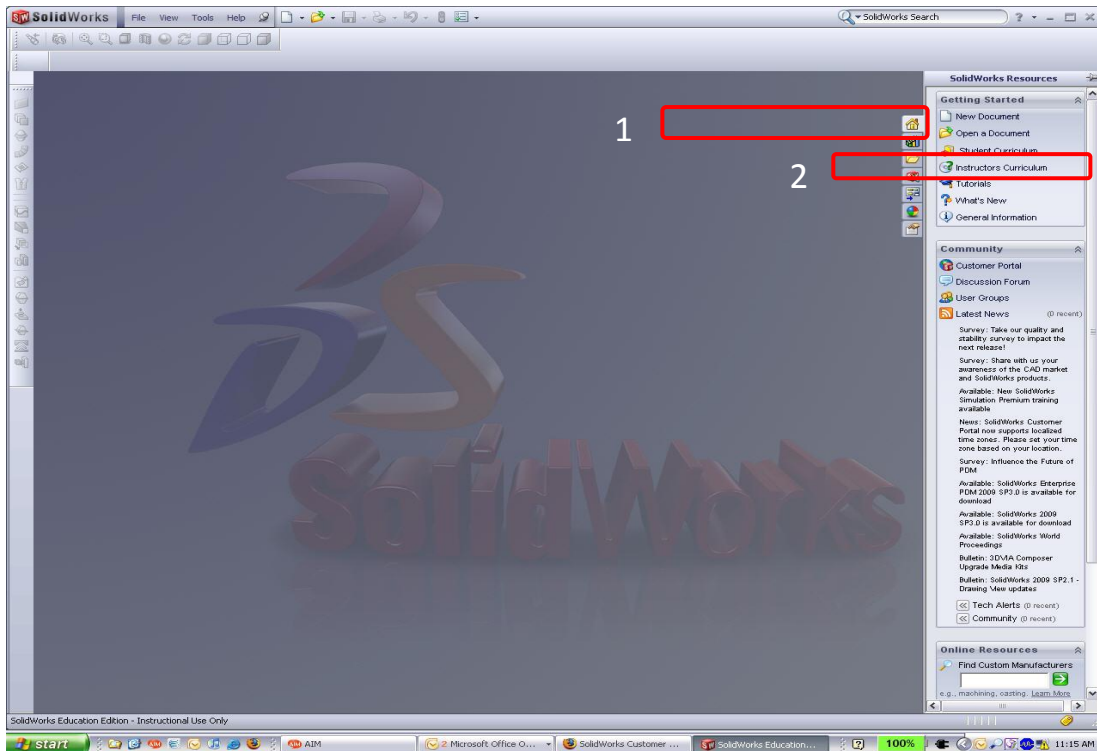 SolidWorks File View Tools Help SolidWorks Search
SolidWorks Resources
Getting Started
New Document
Open a Document
Student Curriculum
Instructors Curriculum
Tutorials
What's New
General Information
1
2
Community
Customer Portal
Discussion Forum
User Groups
Latest News (0 recent)
Survey: Take our quality and
stability survey to impact the
next release!
Survey: Share with us your
awareness of the CAD market
and SolidWorks products.
Available: New SolidWorks
Simulation Premium training
available
News: SolidWorks Customer
Portal now supports localized
time zones. Please set your time
zone based on your location.
Survey: Influence the Future of
PDM
Available: SolidWorks Enterprise
PDM 2009 SP3.0 is available for
download
Available: SolidWorks 2009
SP3.0 is available for download
Available: SolidWorks World
Proceedings
Bulletin: 3DVIA Composer
Upgrade Media Kits
Bulletin: SolidWorks 2009 SP2.1 -
Drawing View updates
Tech Alerts (0 recent)
Community (0 recent)
Online Resources
Find Custom Manufacturers
e.g., machining, casting. Learn More
SolidWorks
SolidWorks Education Edition - Instructional Use Only
start AIM 2 Microsoft Office O... SolidWorks Customer ... SolidWorks Education... 100% 11:15 AM